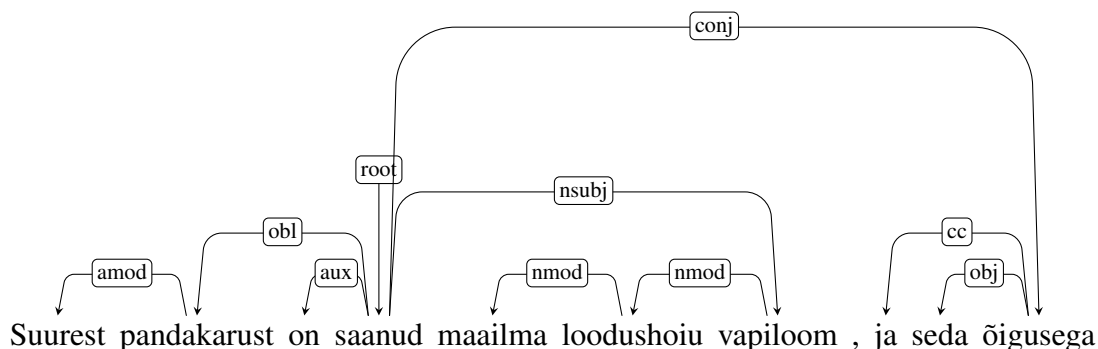 conj
root
nsubj
obl cc
amod aux nmod nmod obj
Suurest pandakarust on saanud maailma loodushoiu vapiloom , ja seda õigusega